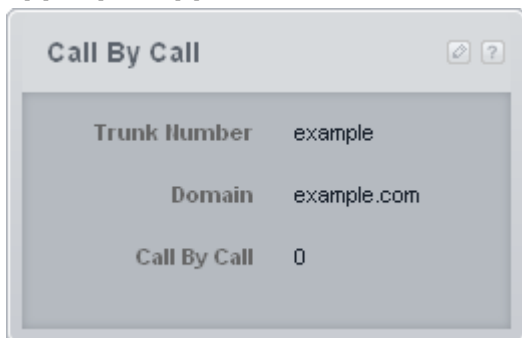 Call By Call
?
Trunk Number example
Domain example.com
Call By Call 0